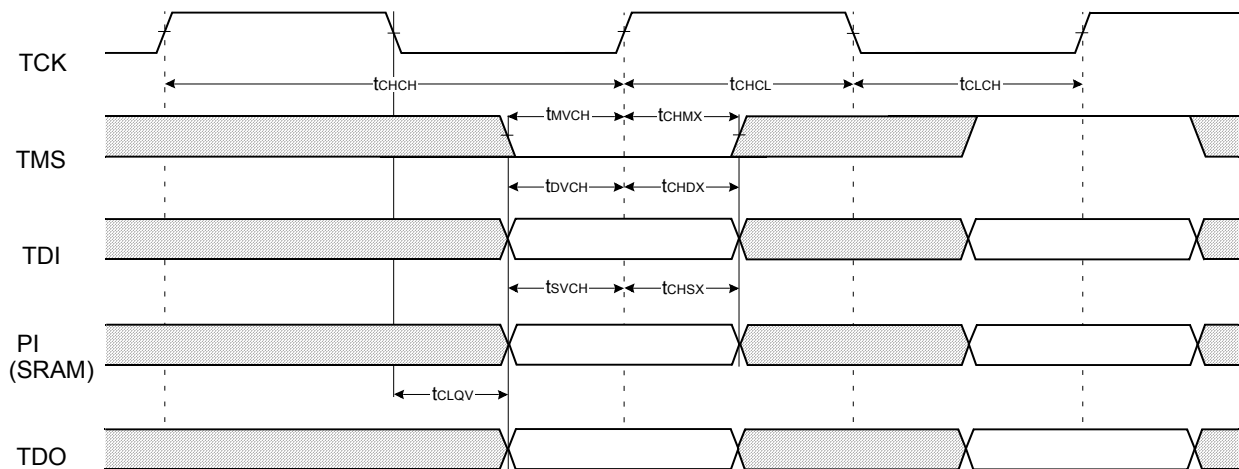 TCK
tCHCH
tCHCL
tCLCH
tMVCH
tCHMX
TMS
tDVCH
tCHDX
TDI
tSVCH
tCHSX
PI
(SRAM)
tCLQV
TDO